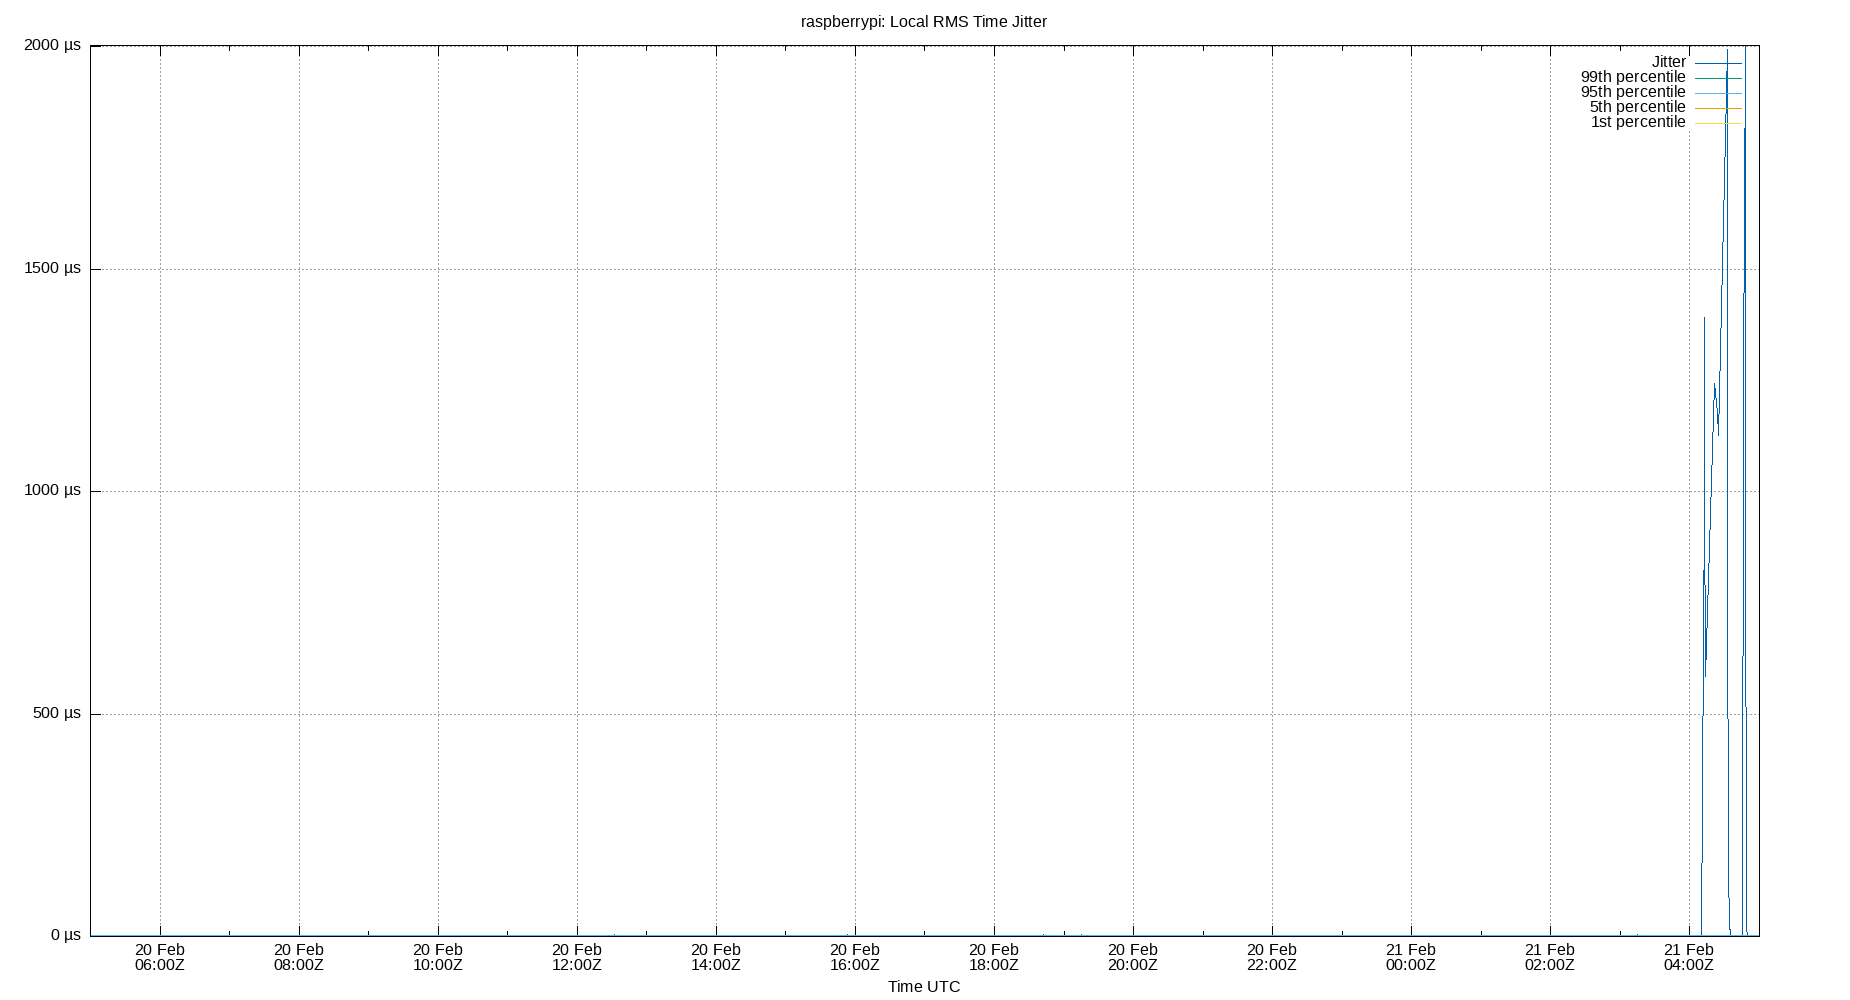 raspberrypi: Local RMS Time Jitter
2000 µs
1500 µs
1000 µs
500 µs
0 µs
Jitter
99th percentile
95th percentile
5th percentile
1st percentile
20 Feb 20 Feb 20 Feb 20 Feb 20 Feb 20 Feb 20 Feb 20 Feb 20 Feb 21 Feb 21 Feb 21 Feb
06:00Z 08:00Z 10:00Z 12:00Z 14:00Z 16:00Z 18:00Z 20:00Z 22:00Z 00:00Z 02:00Z 04:00Z
Time UTC